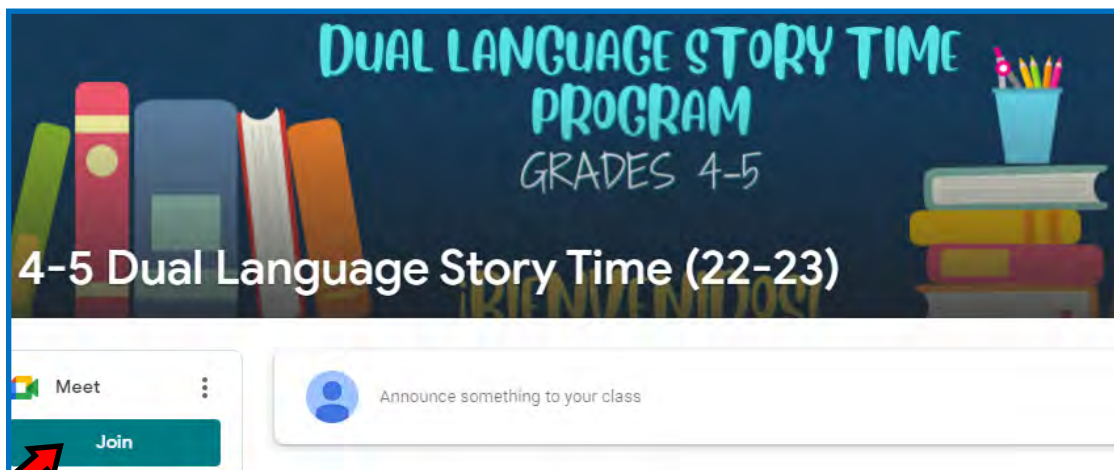 DUAL LANGUAGE STORY TIME
PROGRAM
GRADES 4-5
4-5 Dual Language Story Time (22-23)
¡BIENVENIDOS!
Meet
Announce something to your class
Join